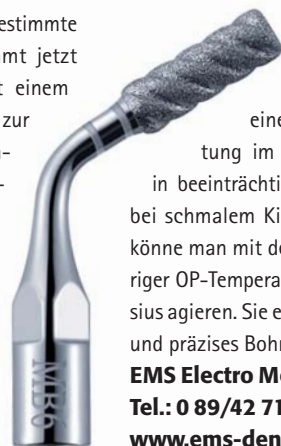 estimmte
mt jetzt
t einem
zur
n-
-
eine
tung im
in beeinträchti
bei schmalem Ki
könne man mit de
riger OP-Tempera
sius agieren. Sie e
und präzises Bohr
EMS Electro Me
Tel.: 0 89/42 71
www.ems-den
MB6